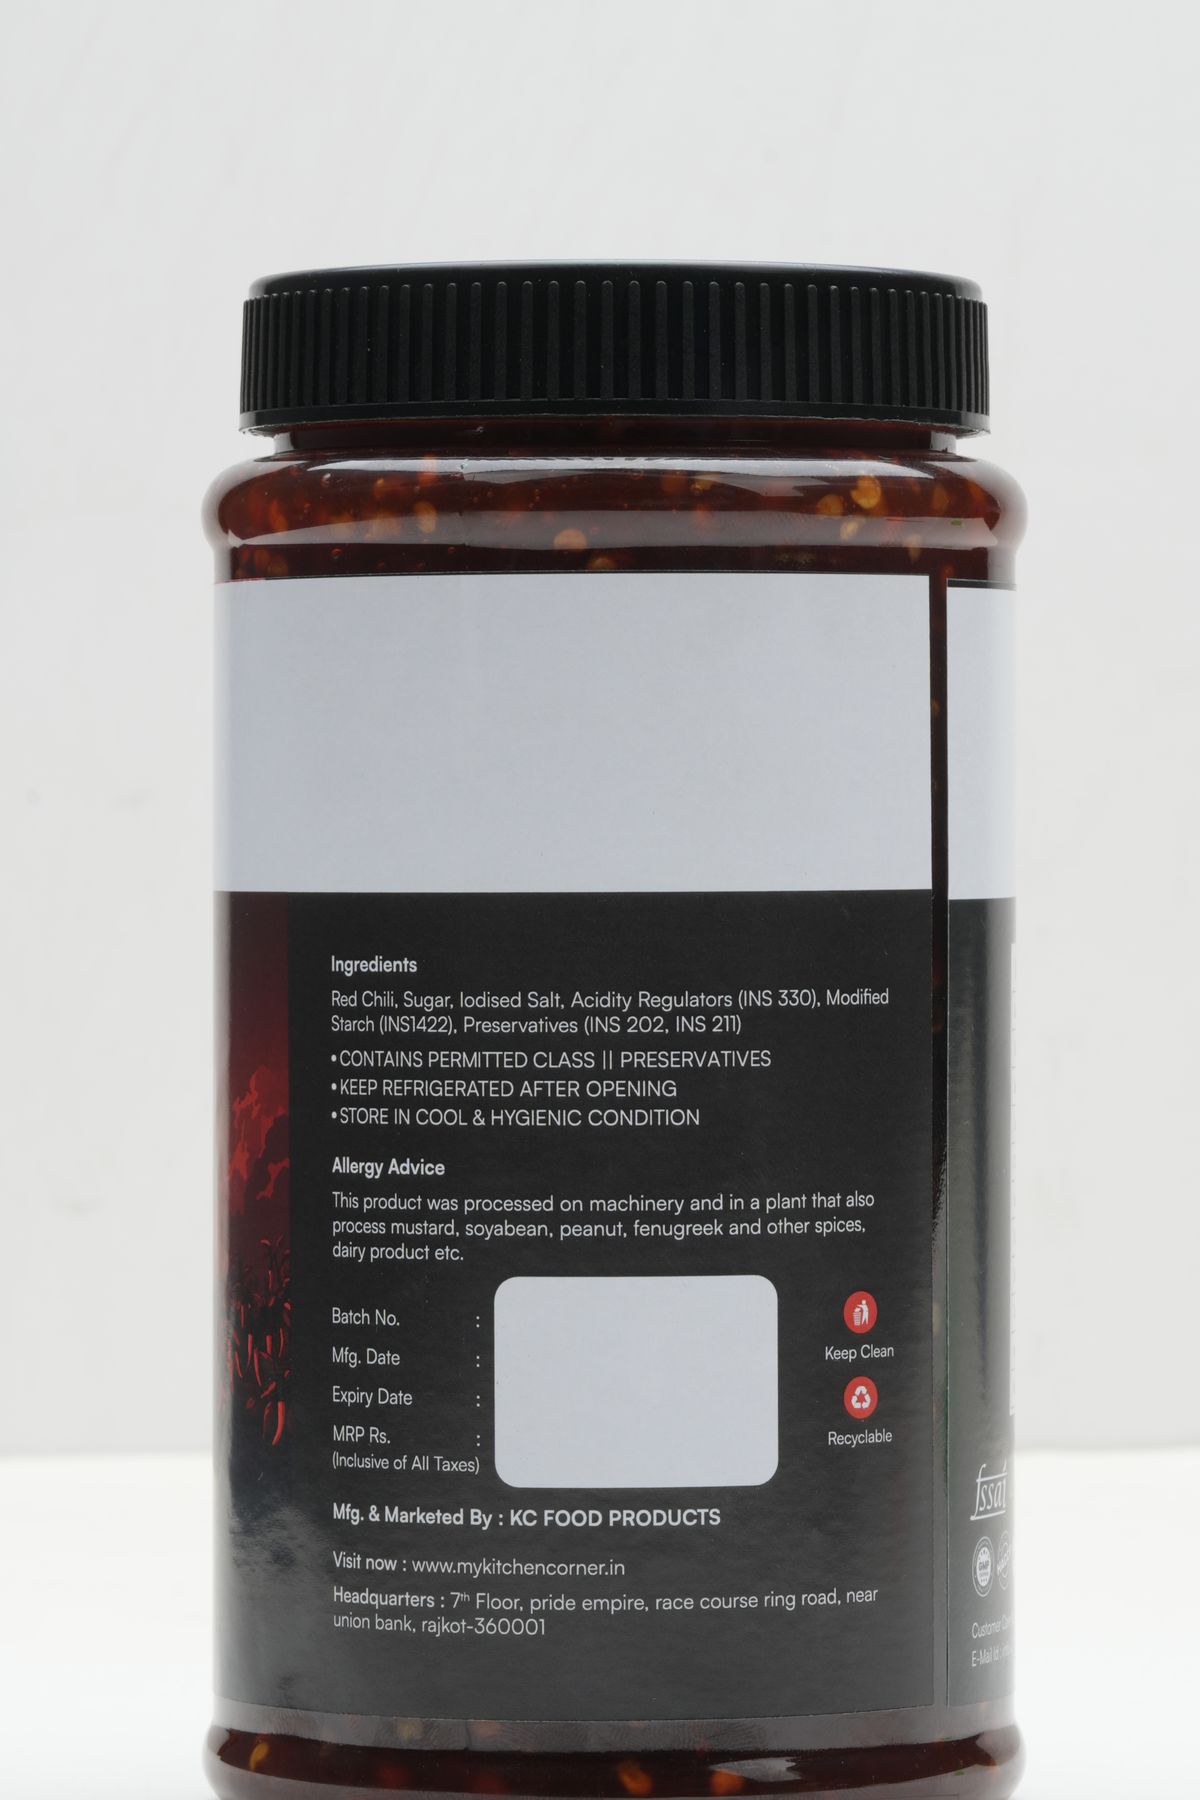 Ingredients
Red Chili, Sugar, Iodised Salt, Acidity Regulators (INS 330), Modified
Starch (INS1422), Preservatives (INS 202, INS 211)
•CONTAINS PERMITTED CLASS || PRESERVATIVES
•KEEP REFRIGERATED AFTER OPENING
•STORE IN COOL & HYGIENIC CONDITION
Allergy Advice
This product was processed on machinery and in a plant that also
process mustard, soyabean, peanut, fenugreek and other spices,
dairy product etc.
Batch No. :
Mfg. Date :
Expiry Date :
MRP Rs. :
(Inclusive of All Taxes)
Keep Clean
Recyclable
Mfg. & Marketed By : KC FOOD PRODUCTS
Visit now : www.mykitchencorner.in
Headquarters : 7th Floor, pride empire, race course ring road, near
union bank, rajkot-360001
fssai
GMP
Customer
E-Mail Id :